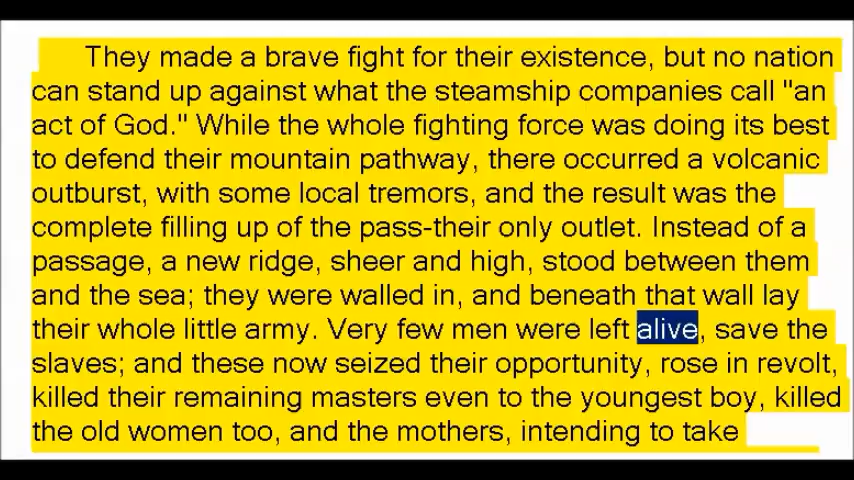 They made a brave fight for their existence, but no nation
can stand up against what the steamship companies call "an
act of God." While the whole fighting force was doing its best
to defend their mountain pathway, there occurred a volcanic
outburst, with some local tremors, and the result was the
complete filling up of the pass-their only outlet. Instead of a
passage, a new ridge, sheer and high, stood between them
and the sea; they were walled in, and beneath that wall lay
their whole little army. Very few men were left alive, save the
slaves; and these now seized their opportunity, rose in revolt,
killed their remaining masters even to the youngest boy, killed
the old women too, and the mothers, intending to take